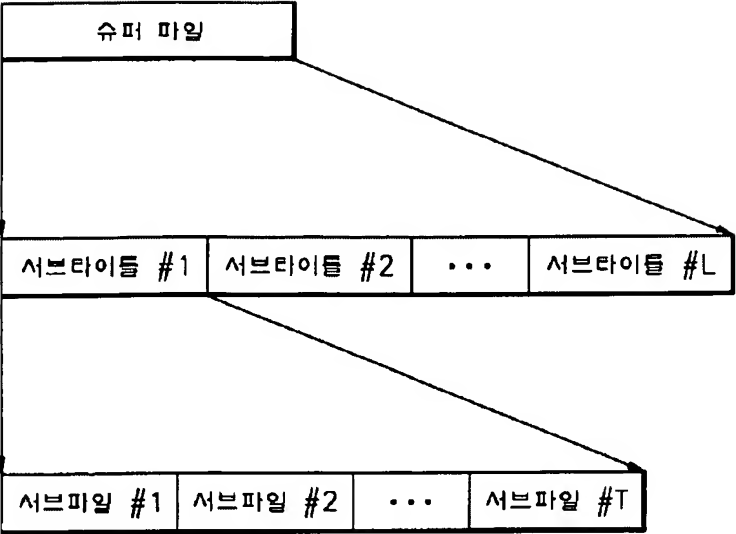 슈퍼 파일
서브타이틀 #1 서브타이틀 #2 ··· 서브타이틀 #L
서브파일 #1 서브파일 #2 ··· 서브파일 #T